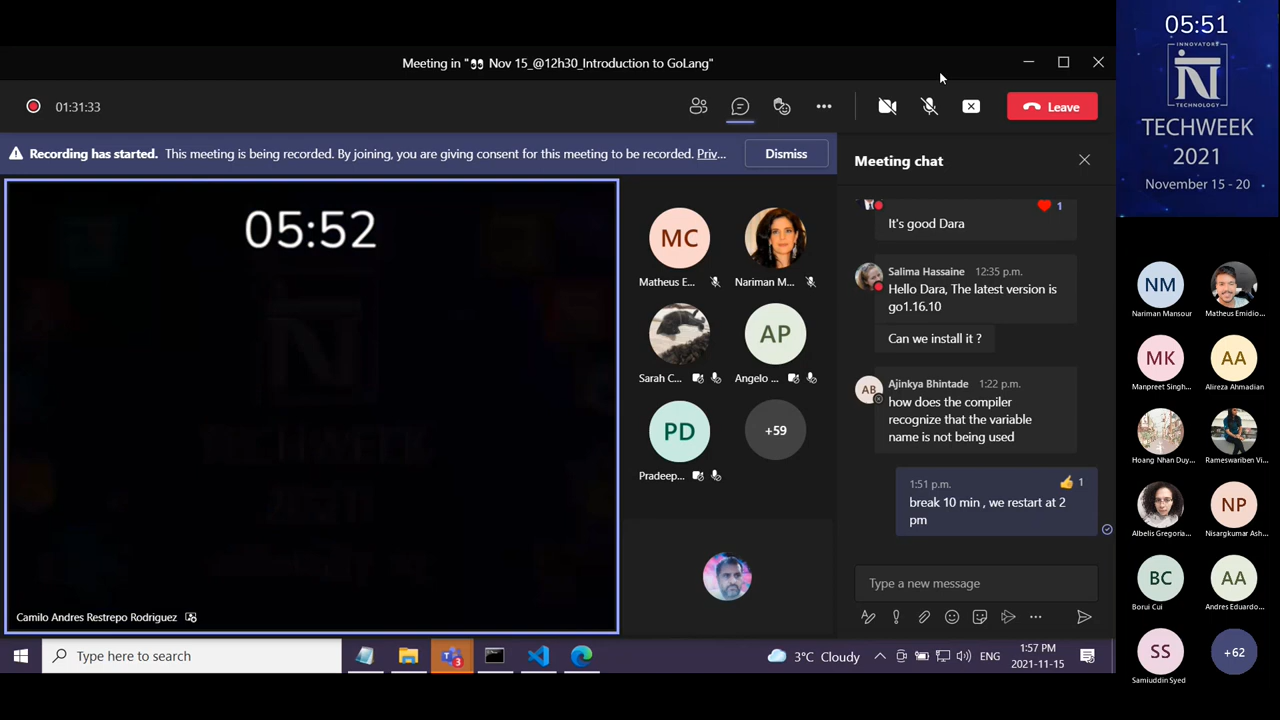 Meeting in "👀 Nov 15_@12h30_Introduction to GoLang"
01:31:33
Leave
Recording has started. This meeting is being recorded. By joining, you are giving consent for this meeting to be recorded. Priv...
Dismiss
05:52
TECHWEEK
2021
Camilo Andres Restrepo Rodriguez
MC
Matheus E...
Nariman M...
Sarah C...
AP
Angelo ...
PD
Pradeep...
+59
Meeting chat
1
It's good Dara
Salima Hassaine 12:35 p.m.
Hello Dara, The latest version is
go1.16.10
Can we install it ?
AB
Ajinkya Bhintade 1:22 p.m.
how does the compiler
recognize that the variable
name is not being used
1:51 p.m. 👍 1
break 10 min , we restart at 2
pm
Type a new message
Type here to search
3
3°C Cloudy
ENG
1:57 PM
2021-11-15
05:51
INNOVATORS
IN
TECHNOLOGY
TECHWEEK
2021
November 15 - 20
NM
Nariman Mansour
Matheus Emidio...
MK
Manpreet Singh...
AA
Alireza Ahmadian
Hoang Nhan Duy...
Rameswariben Vi...
Albelis Gregoria...
NP
Nisargkumar Ash...
BC
Borui Cui
AA
Andres Eduardo...
SS
Samiuddin Syed
+62